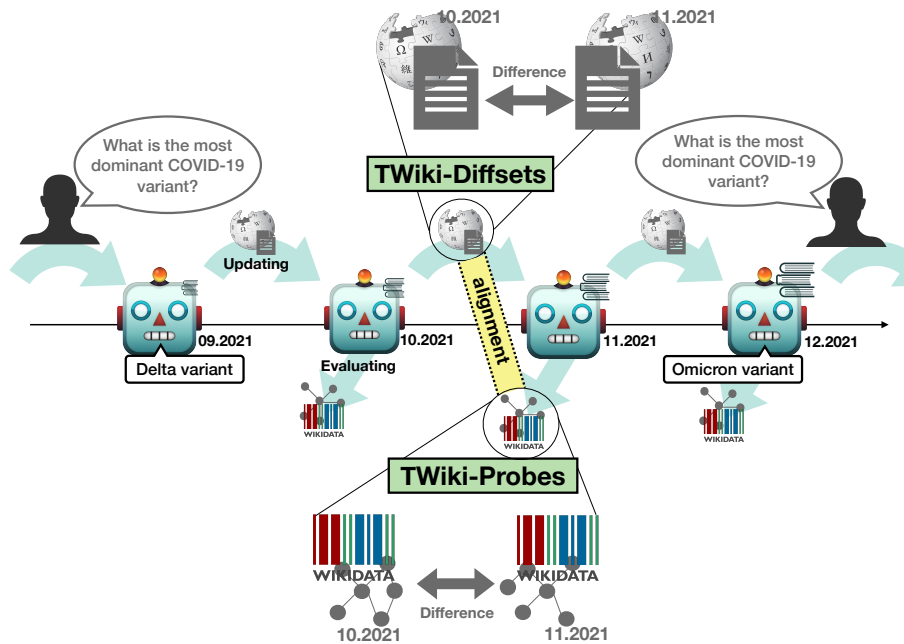 10.2021
11.2021
Difference
What is the most
dominant COVID-19
variant?
What is the most
dominant COVID-19
variant?
TWiki-Diffsets
Updating
alignment
09.2021
10.2021
11.2021
12.2021
Delta variant
Evaluating
Omicron variant
WIKIDATA
WIKIDATA
WIKIDATA
TWiki-Probes
WIKIDATA
WIKIDATA
Difference
10.2021
11.2021